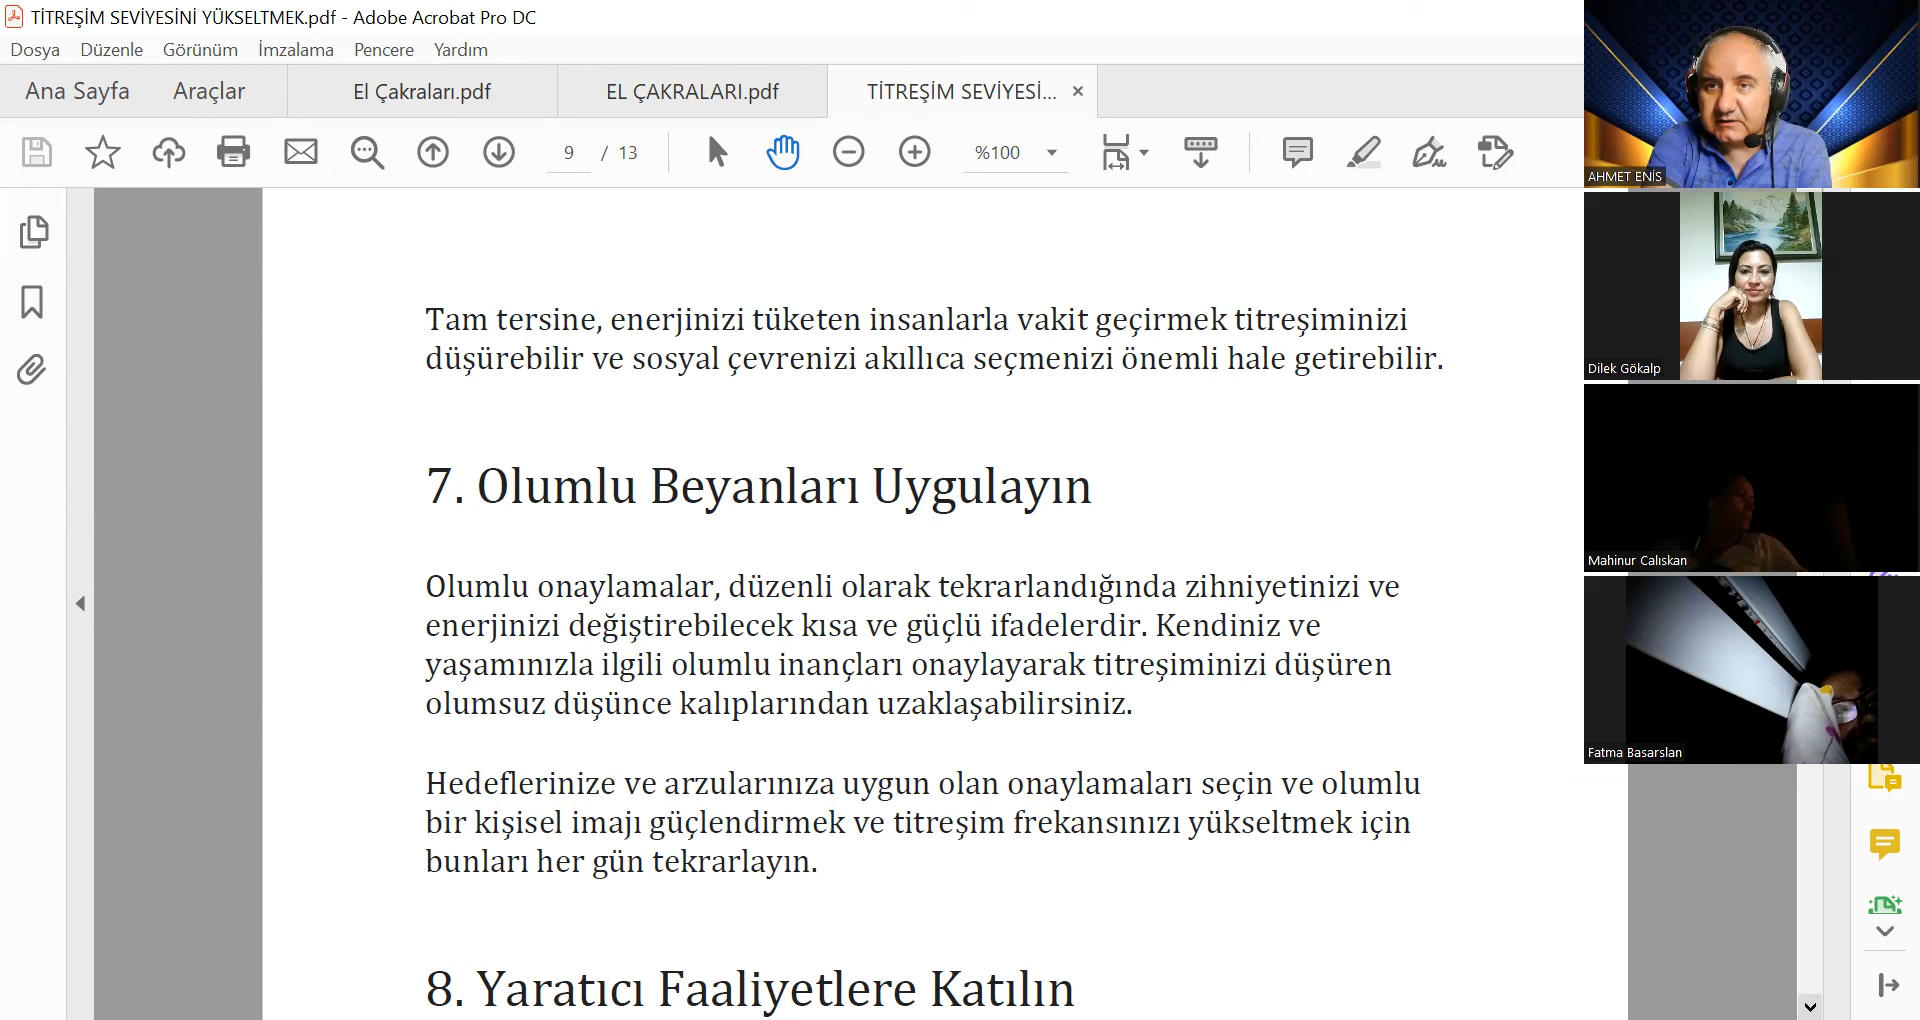 TİTREŞİM SEVİYESİNİ YÜKSELTMEK.pdf - Adobe Acrobat Pro DC
Dosya Düzenle Görünüm İmzalama Pencere Yardım
Ana Sayfa Araçlar El Çakraları.pdf EL ÇAKRALARI.pdf TİTREŞİM SEVİYESİ... ×
9 / 13 %100
Tam tersine, enerjinizi tüketen insanlarla vakit geçirmek titreşiminizi
düşürebilir ve sosyal çevrenizi akıllıca seçmenizi önemli hale getirebilir.
7. Olumlu Beyanları Uygulayın
Olumlu onaylamalar, düzenli olarak tekrarlandığında zihniyetinizi ve
enerjinizi değiştirebilecek kısa ve güçlü ifadelerdir. Kendiniz ve
yaşamınızla ilgili olumlu inançları onaylayarak titreşiminizi düşüren
olumsuz düşünce kalıplarından uzaklaşabilirsiniz.
Hedeflerinize ve arzularınıza uygun olan onaylamaları seçin ve olumlu
bir kişisel imajı güçlendirmek ve titreşim frekansınızı yükseltmek için
bunları her gün tekrarlayın.
8. Yaratıcı Faaliyetlere Katılın
AHMET ENİS
Dilek Gökalp
Mahinur Calıskan
Fatma Basarslan